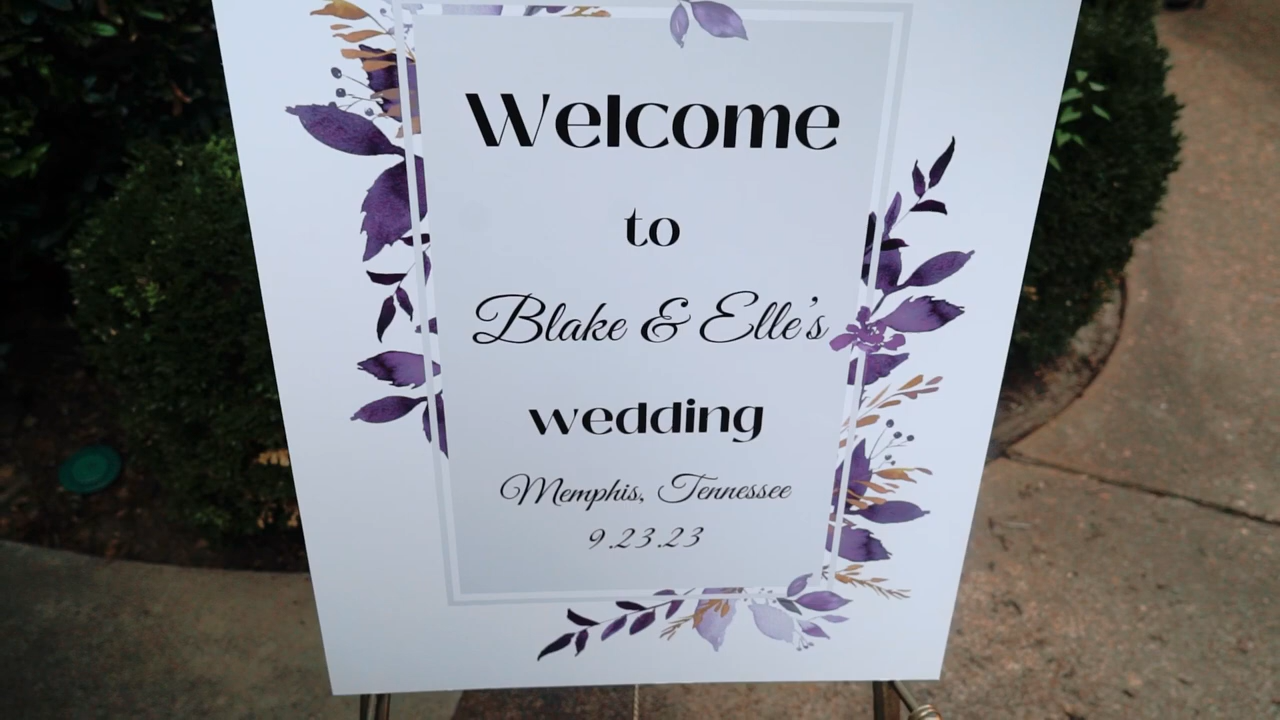 Welcome
to
Blake & Elle's
wedding
Memphis, Tennessee
9.23.23